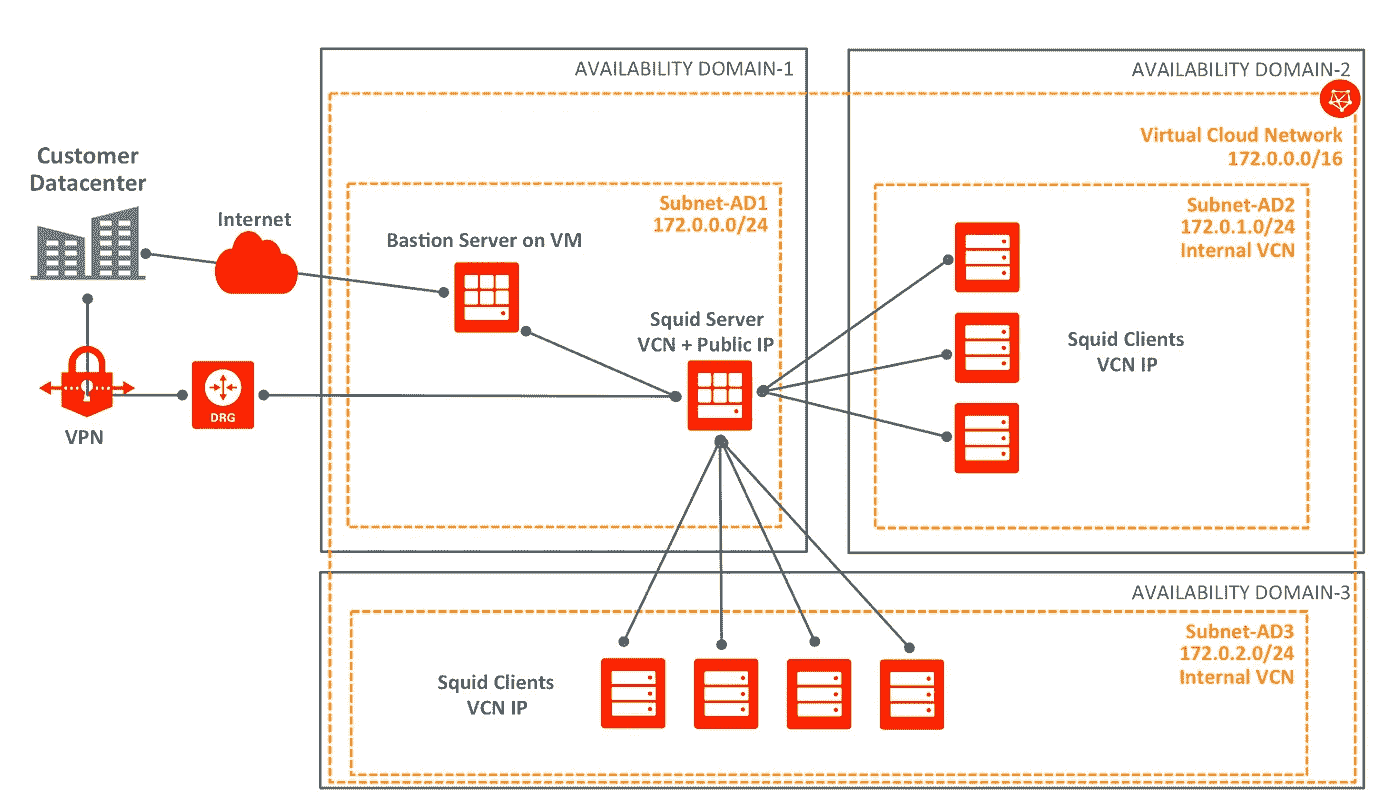 AVAILABILITY DOMAIN-1
AVAILABILITY DOMAIN-2
Virtual Cloud Network
172.0.0.0/16
Customer
Datacenter
Internet
Subnet-AD1
172.0.0.0/24
Bastion Server on VM
Squid Server
VCN + Public IP
Subnet-AD2
172.0.1.0/24
Internal VCN
Squid Clients
VCN IP
DRG
VPN
AVAILABILITY DOMAIN-3
Subnet-AD3
172.0.2.0/24
Internal VCN
Squid Clients
VCN IP